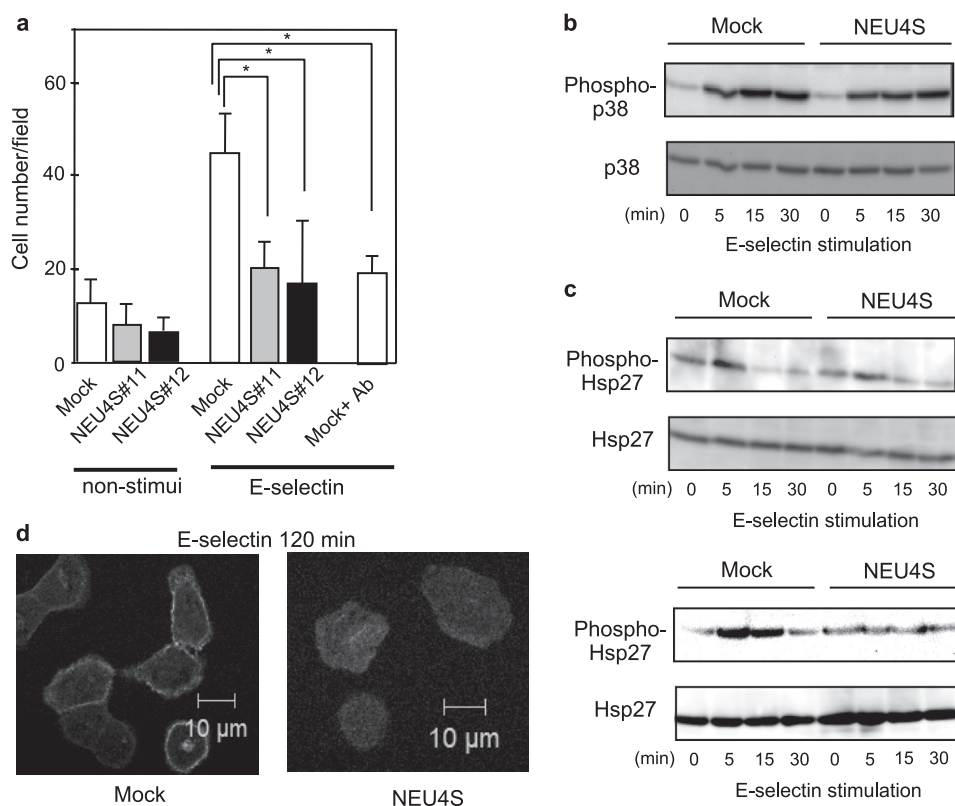 a
*
*
*
Cell number/field
60
40
20
0
Mock
NEU4S#11
NEU4S#12
Mock
NEU4S#11
NEU4S#12
Mock+ Ab
non-stimui
E-selectin
b
Mock NEU4S
Phospho-
p38
p38
(min) 0 5 15 30 0 5 15 30
E-selectin stimulation
c
Mock NEU4S
Phospho-
Hsp27
Hsp27
(min) 0 5 15 30 0 5 15 30
E-selectin stimulation
Mock NEU4S
Phospho-
Hsp27
Hsp27
(min) 0 5 15 30 0 5 15 30
E-selectin stimulation
d
E-selectin 120 min
10 µm
10 µm
Mock
NEU4S